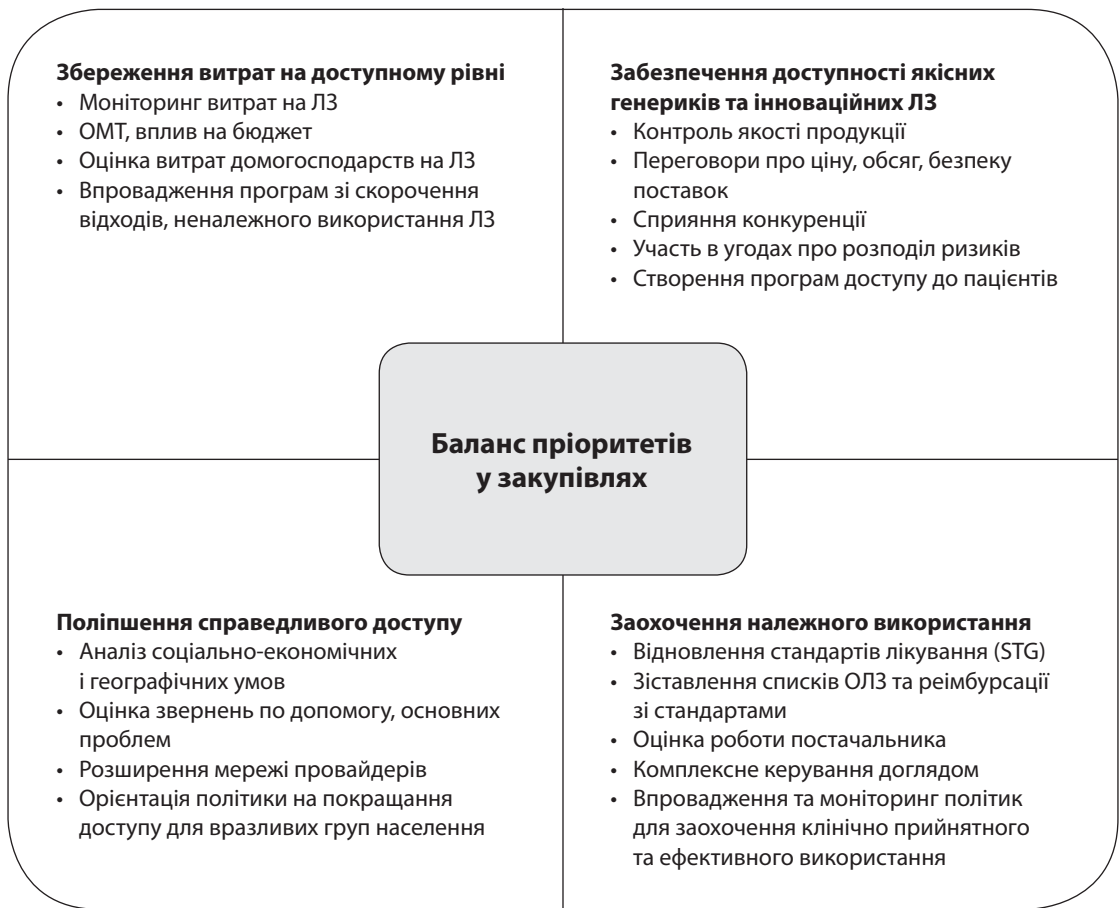 Збереження витрат на доступному рівні
• Моніторинг витрат на ЛЗ
• ОМТ, вплив на бюджет
• Оцінка витрат домогосподарств на ЛЗ
• Впровадження програм зі скорочення
відходів, неналежного використання ЛЗ
Забезпечення доступності якісних
генериків та інноваційних ЛЗ
• Контроль якості продукції
• Переговори про ціну, обсяг, безпеку
поставок
• Сприяння конкуренції
• Участь в угодах про розподіл ризиків
• Створення програм доступу до пацієнтів
Баланс пріоритетів
у закупівлях
Поліпшення справедливого доступу
• Аналіз соціально-економічних
і географічних умов
• Оцінка звернень по допомогу, основних
проблем
• Розширення мережі провайдерів
• Орієнтація політики на покращання
доступу для вразливих груп населення
Заохочення належного використання
• Відновлення стандартів лікування (STG)
• Зіставлення списків ОЛЗ та реімбурсації
зі стандартами
• Оцінка роботи постачальника
• Комплексне керування доглядом
• Впровадження та моніторинг політик
для заохочення клінічно прийнятного
та ефективного використання